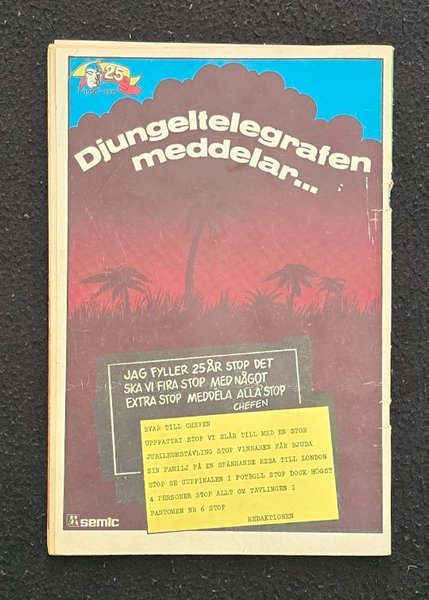 25
Djungeltelegrafen
meddelar...
JAG FYLLER 25 ÅR STOP DET
SKA VI FIRA STOP MED NÅGOT
EXTRA STOP MEDDELA ALLA STOP
CHEFEN
SVAR TILL CHEFEN
UPPFATTAT STOP VI SLÅR TILL MED EN STOR
JUBILEUMSTÄVLING STOP VINNAREN FÅR BJUDA
SIN FAMILJ PÅ EN SPÄNNANDE RESA TILL LONDON
STOP SE CUPFINALEN I FOTBOLL STOP DOCK HÖGST
4 PERSONER STOP ALLT OM TÄVLINGEN I
FANTOMEN NR 6 STOP
REDAKTIONEN
semic